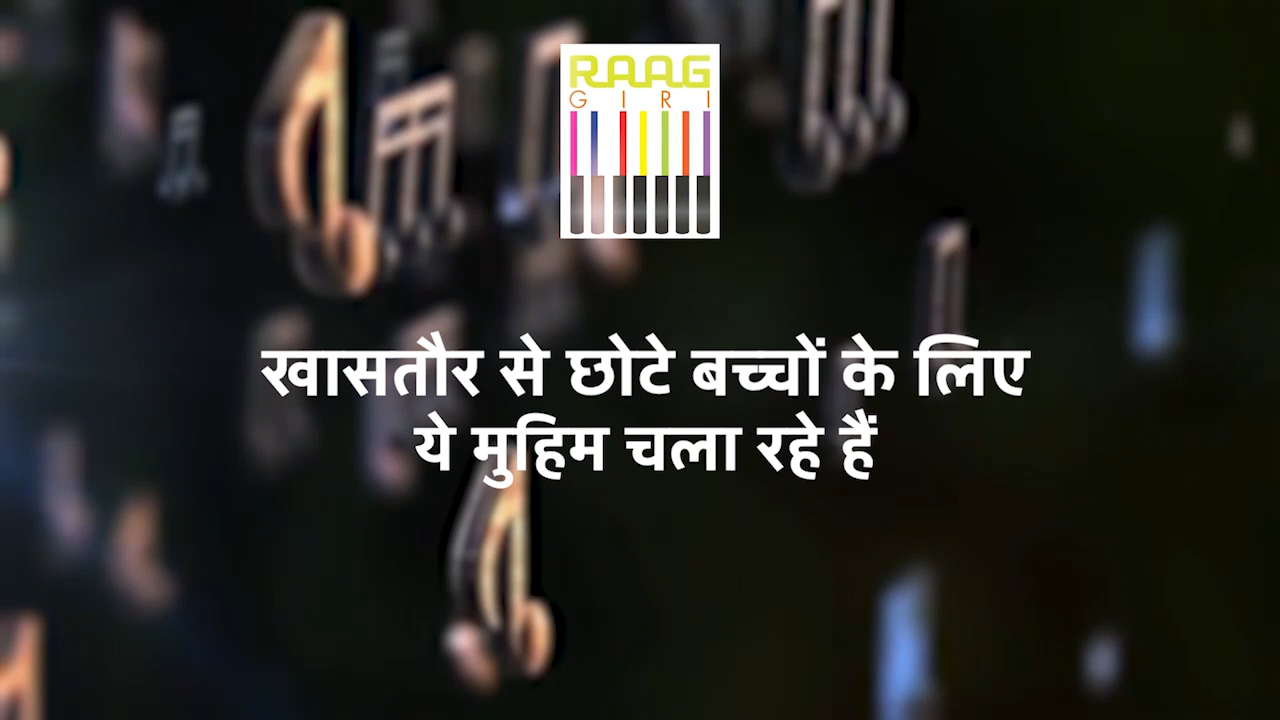 RAAG
GIRI
खासतौर से छोटे बच्चों के लिए
ये मुहिम चला रहे हैं